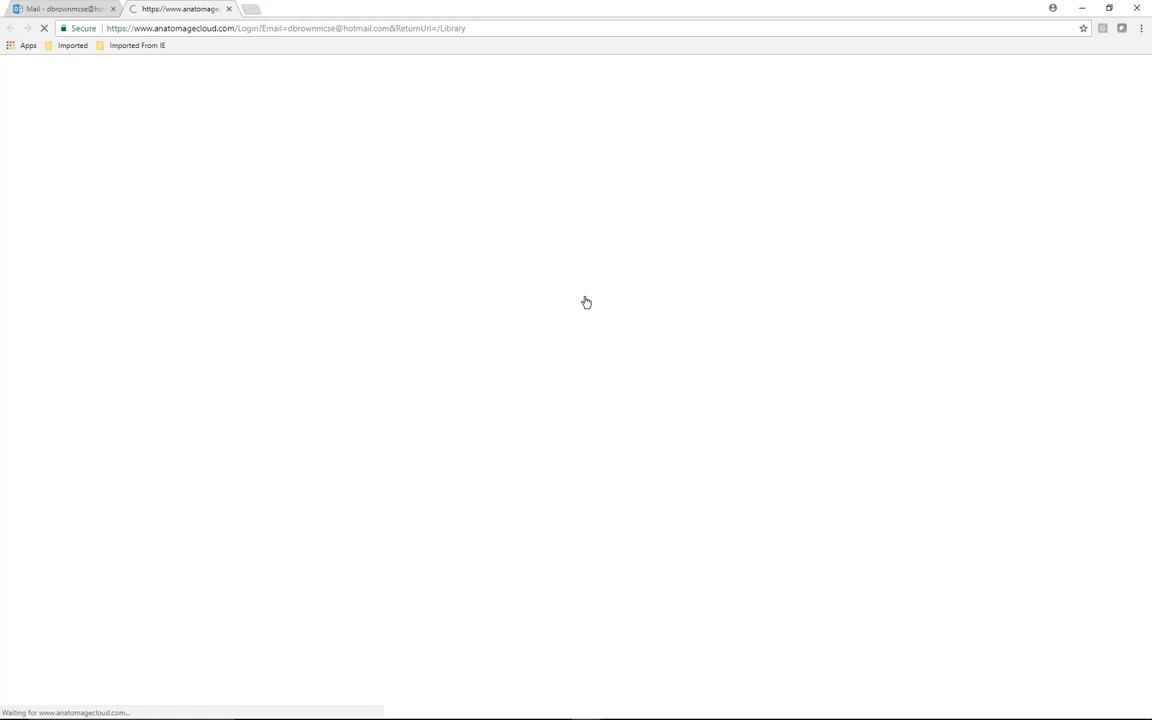 Mail - dbrownmcse@ho
https://www.anatomage
Secure
https://www.anatomagecloud.com/Login?Email=dbrownmcse@hotmail.com&ReturnUrl=/Library
Apps
Imported
Imported From IE
Waiting for www.anatomagecloud.com...